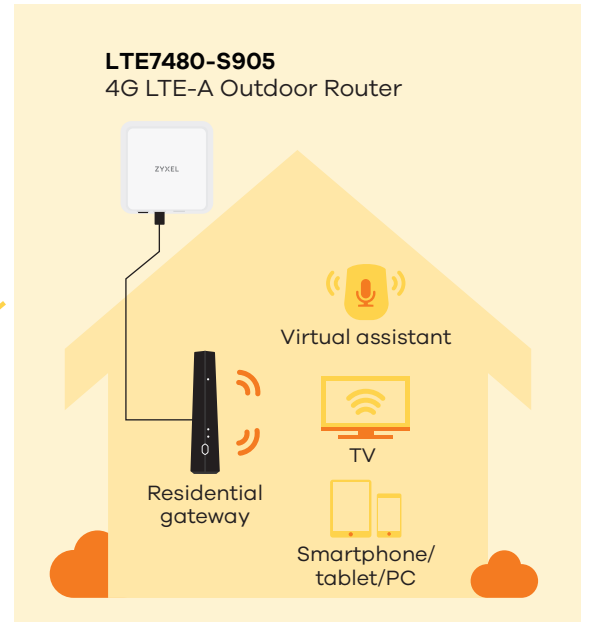 LTE7480-S905
4G LTE-A Outdoor Router
ZYXEL
Virtual assistant
TV
Residential
gateway
Smartphone/
tablet/PC